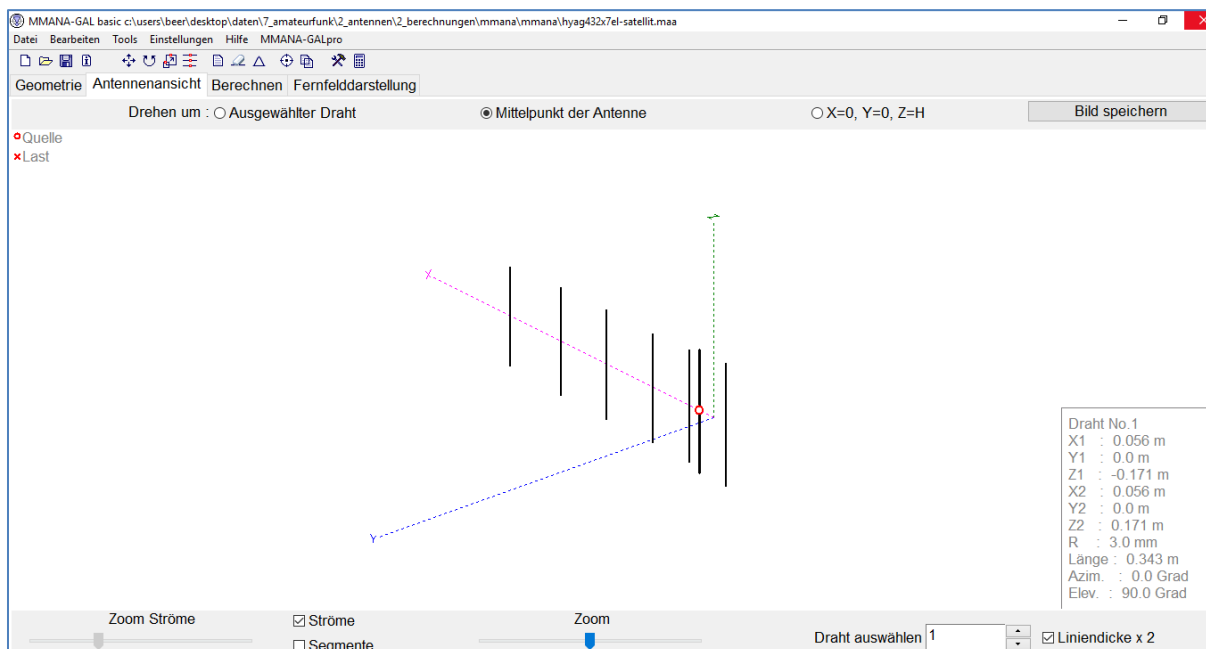 MMANA-GAL basic c:\users\beer\desktop\daten\7_amateurfunk\2_antennen\2_berechnungen\mmana\mmana\hyag432x7el-satellit.maa
Datei Bearbeiten Tools Einstellungen Hilfe MMANA-GALpro
Geometrie Antennenansicht Berechnen Fernfelddarstellung
Drehen um : Ausgewählter Draht Mittelpunkt der Antenne X=0, Y=0, Z=H Bild speichern
Quelle
Last
Z
X
Y
Draht No.1
X1 : 0.056 m
Y1 : 0.0 m
Z1 : -0.171 m
X2 : 0.056 m
Y2 : 0.0 m
Z2 : 0.171 m
R : 3.0 mm
Länge : 0.343 m
Azim. : 0.0 Grad
Elev. : 90.0 Grad
Zoom Ströme Ströme Zoom
Segmente Draht auswählen 1 Liniendicke x 2